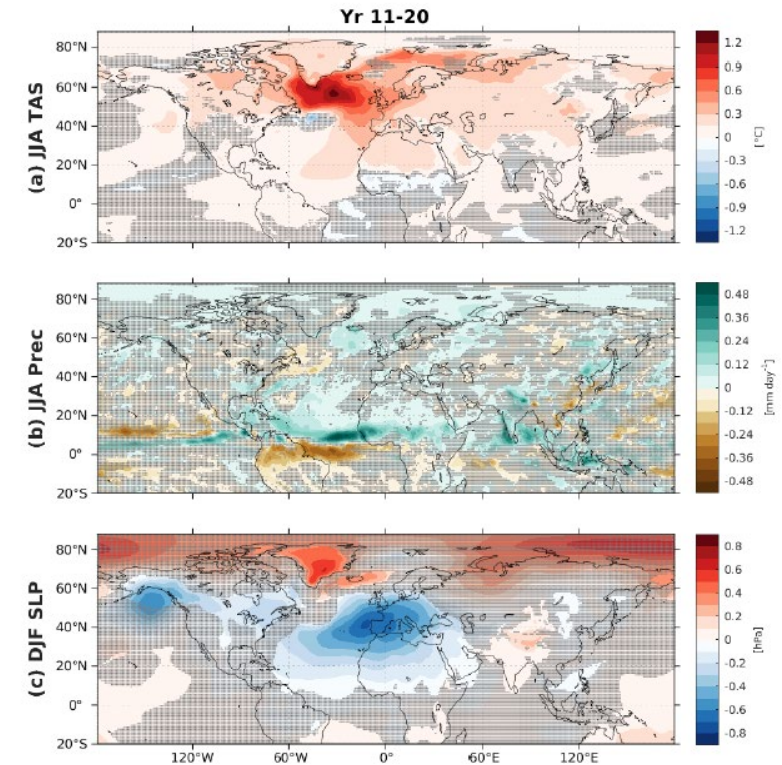 Yr 11-20
(a) JJA TAS
80°N
60°N
40°N
20°N
0°
20°S
1.2
0.9
0.6
0.3
0
-0.3
-0.6
-0.9
-1.2
[°C]
(b) JJA Prec
80°N
60°N
40°N
20°N
0°
20°S
0.48
0.36
0.24
0.12
0
-0.12
-0.24
-0.36
-0.48
[mm day⁻¹]
(c) DJF SLP
80°N
60°N
40°N
20°N
0°
20°S
0.8
0.6
0.4
0.2
0
-0.2
-0.4
-0.6
-0.8
[hPa]
120°W 60°W 0° 60°E 120°E